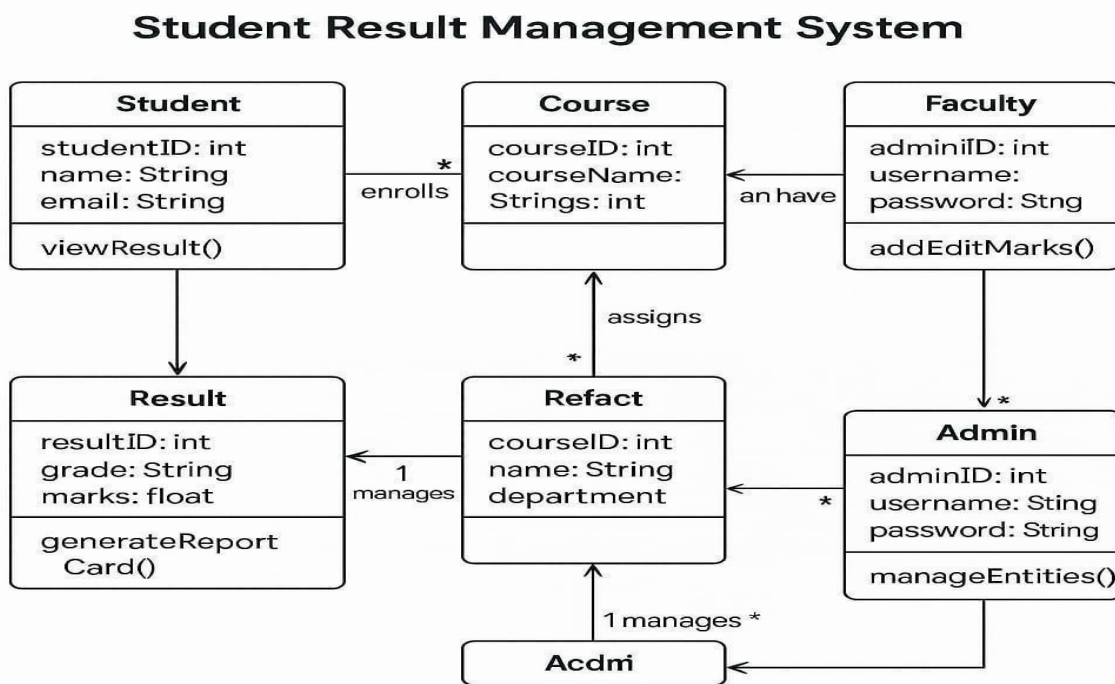 Student Result Management System
Student
studentID: int
name: String
email: String
viewResult()
*
enrolls
Course
courseID: int
courseName:
Strings: int
an have
Faculty
adminiID: int
username:
password: Stng
addEditMarks()
assigns
*
Result
resultID: int
grade: String
marks: float
generateReport
Card()
1
manages
Refact
courseID: int
name: String
department
*
*
Admin
adminID: int
username: Sting
password: String
manageEntities()
1 manages *
Acdmi